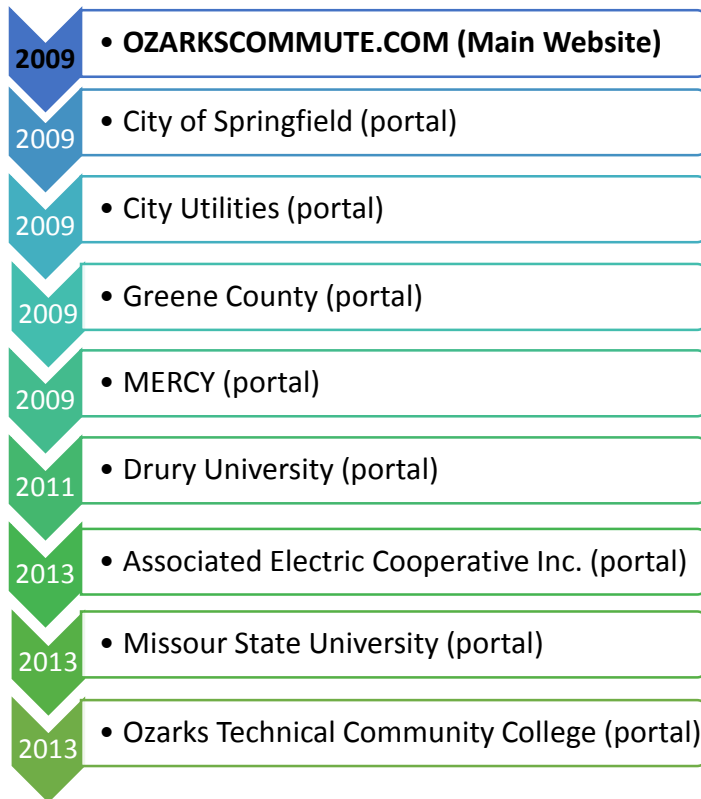 2009
• OZARKSCOMMUTE.COM (Main Website)
2009
• City of Springfield (portal)
2009
• City Utilities (portal)
2009
• Greene County (portal)
2009
• MERCY (portal)
2011
• Drury University (portal)
2013
• Associated Electric Cooperative Inc. (portal)
2013
• Missour State University (portal)
2013
• Ozarks Technical Community College (portal)